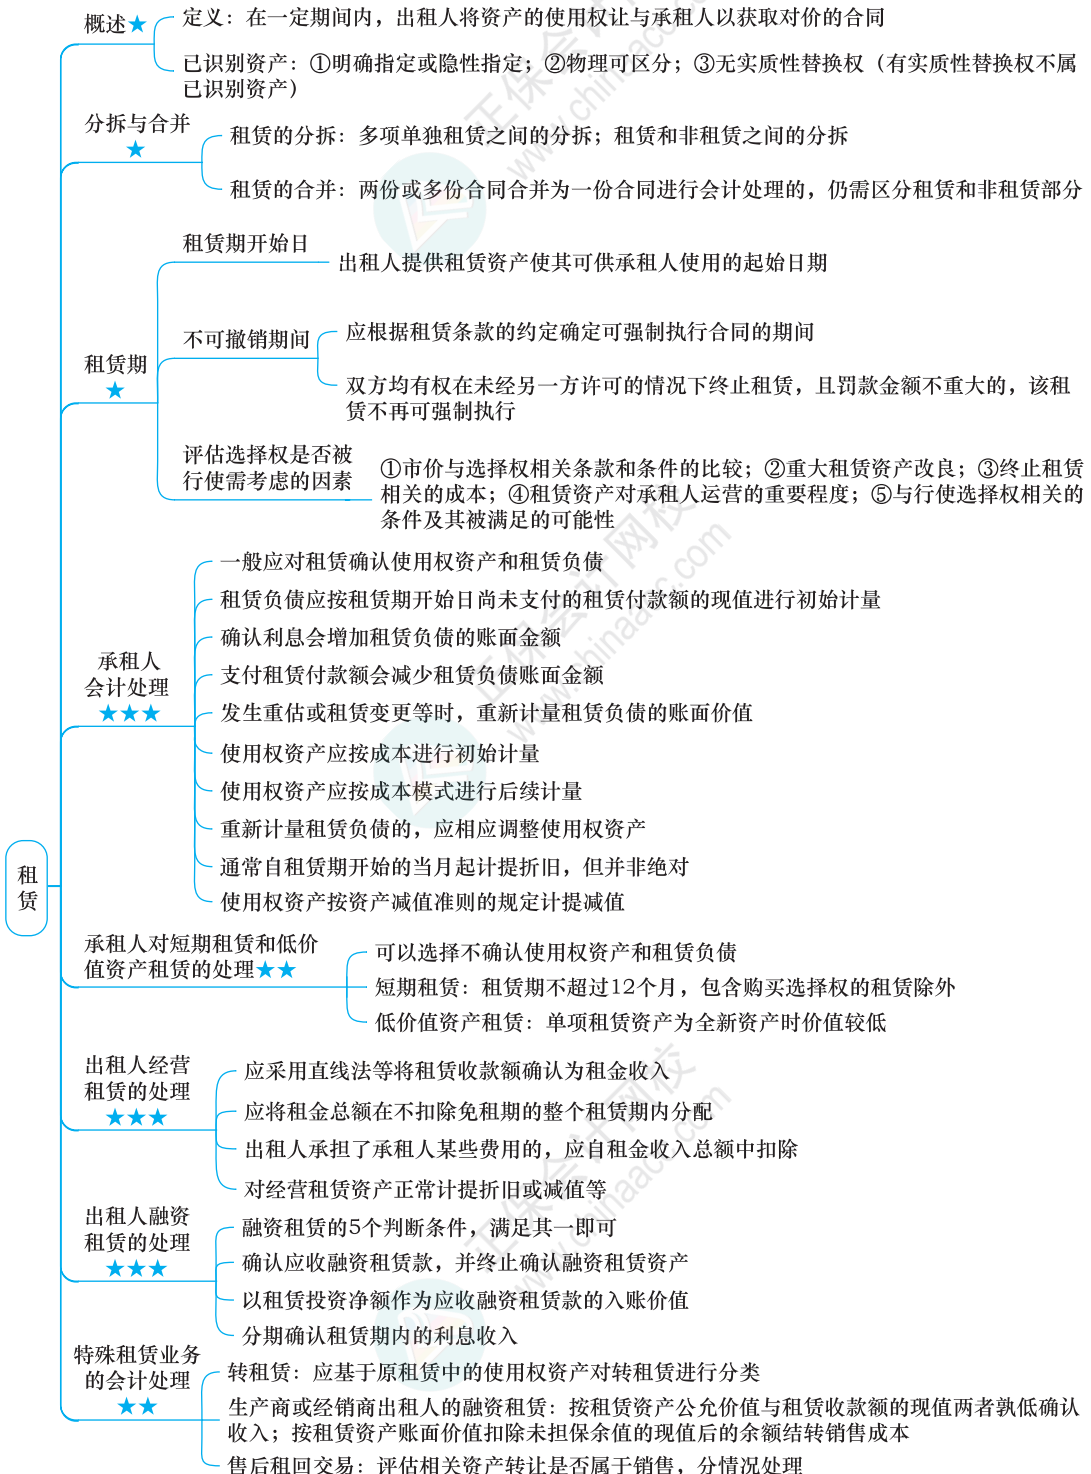 概述★
定义：在一定期间内，出租人将资产的使用权让与承租人以获取对价的合同
已识别资产：①明确指定或隐性指定；②物理可区分；③无实质性替换权（有实质性替换权不属
已识别资产）
分拆与合并
★
租赁的分拆：多项单独租赁之间的分拆；租赁和非租赁之间的分拆
租赁的合并：两份或多份合同合并为一份合同进行会计处理的，仍需区分租赁和非租赁部分
租赁期
★
租赁期开始日
出租人提供租赁资产使其可供承租人使用的起始日期
不可撤销期间
应根据租赁条款的约定确定可强制执行合同的期间
双方均有权在未经另一方许可的情况下终止租赁，且罚款金额不重大的，该租
赁不再可强制执行
评估选择权是否被
行使需考虑的因素
①市价与选择权相关条款和条件的比较；②重大租赁资产改良；③终止租赁
相关的成本；④租赁资产对承租人运营的重要程度；⑤与行使选择权相关的
条件及其被满足的可能性
承租人
会计处理
★★★
一般应对租赁确认使用权资产和租赁负债
租赁负债应按租赁期开始日尚未支付的租赁付款额的现值进行初始计量
确认利息会增加租赁负债的账面金额
支付租赁付款额会减少租赁负债账面金额
发生重估或租赁变更等时，重新计量租赁负债的账面价值
使用权资产应按成本进行初始计量
使用权资产应按成本模式进行后续计量
重新计量租赁负债的，应相应调整使用权资产
通常自租赁期开始的当月起计提折旧，但并非绝对
使用权资产按资产减值准则的规定计提减值
租
赁
承租人对短期租赁和低价
值资产租赁的处理★★
可以选择不确认使用权资产和租赁负债
短期租赁：租赁期不超过12个月，包含购买选择权的租赁除外
低价值资产租赁：单项租赁资产为全新资产时价值较低
出租人经营
租赁的处理
★★★
应采用直线法等将租赁收款额确认为租金收入
应将租金总额在不扣除免租期的整个租赁期内分配
出租人承担了承租人某些费用的，应自租金收入总额中扣除
对经营租赁资产正常计提折旧或减值等
出租人融资
租赁的处理
★★★
融资租赁的5个判断条件，满足其一即可
确认应收融资租赁款，并终止确认融资租赁资产
以租赁投资净额作为应收融资租赁款的入账价值
分期确认租赁期内的利息收入
特殊租赁业务
的会计处理
★★
转租赁：应基于原租赁中的使用权资产对转租赁进行分类
生产商或经销商出租人的融资租赁：按租赁资产公允价值与租赁收款额的现值两者孰低确认
收入；按租赁资产账面价值扣除未担保余值的现值后的余额结转销售成本
售后租回交易：评估相关资产转让是否属于销售，分情况处理
正保会计网校
www.chinaacc.com
正保会计网校
www.chinaacc.com
正保会计网校
www.chinaacc.com